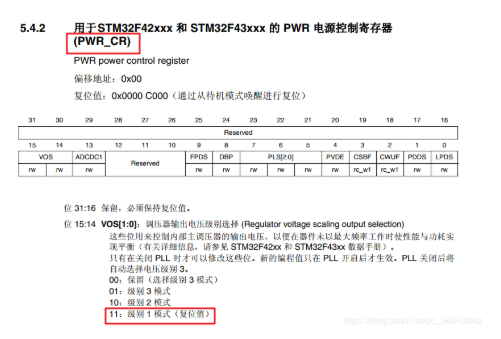 5.4.2 用于STM32F42xxx 和 STM32F43xxx 的 PWR 电源控制寄存器
(PWR_CR)
PWR power control register
偏移地址：0x00
复位值：0x0000 C000（通过从待机模式唤醒进行复位）
31 30 29 28 27 26 25 24 23 22 21 20 19 18 17 16
Reserved
15 14 13 12 11 10 9 8 7 6 5 4 3 2 1 0
VOS ADCDC1 Reserved FPDS DBP PLS[2:0] PVDE CSBF CWUF PDDS LPDS
rw rw rw rw rw rw rw rw rw rc_w1 rc_w1 rw rw
位 31:16 保留，必须保持复位值。
位 15:14 VOS[1:0]：调压器输出电压级别选择 (Regulator voltage scaling output selection)
这些位用来控制内部主调压器的输出电压，以便在器件未以最大频率工作时使性能与功耗实
现平衡（有关详细信息，请参见 STM32F42xx 和 STM32F43xxx 数据手册）。
只有在关闭 PLL 时才可以修改这些位。新的编程值只在 PLL 开启后才生效。PLL 关闭后将
自动选择电压级别 3。
00：保留（选择级别 3 模式）
01：级别 3 模式
10：级别 2 模式
11：级别 1 模式（复位值）